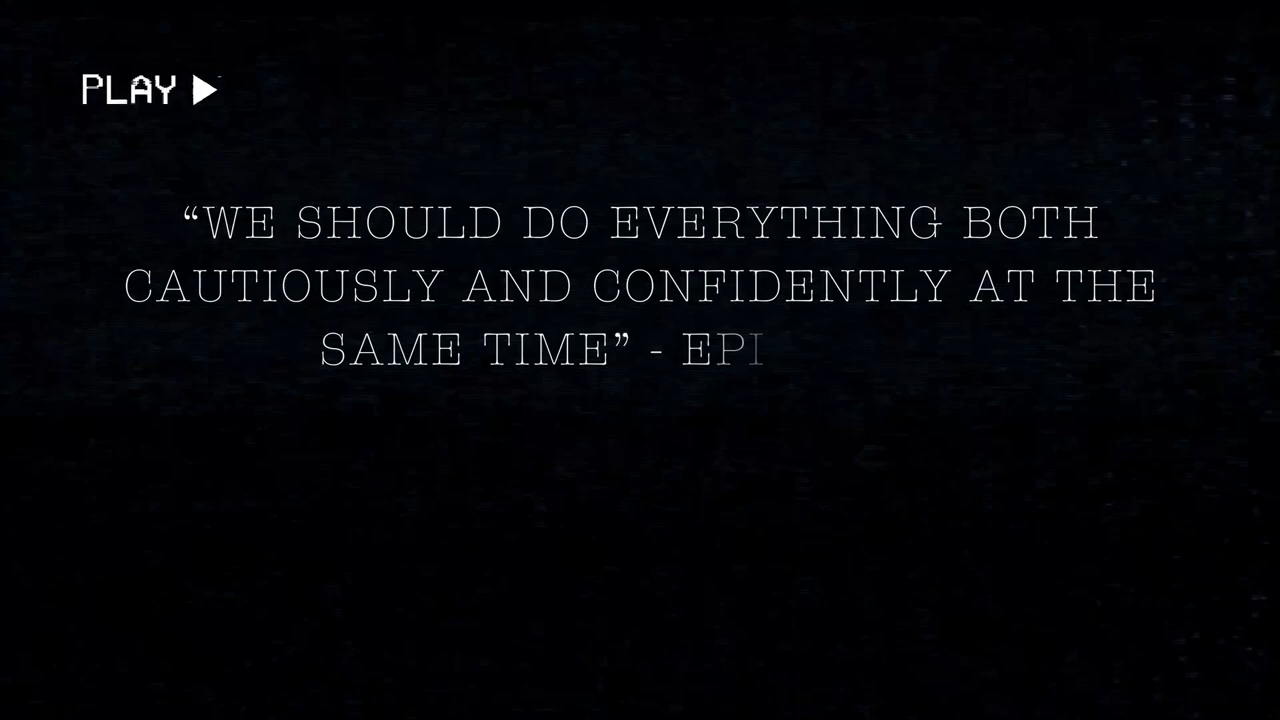 PLAY
“WE SHOULD DO EVERYTHING BOTH
CAUTIOUSLY AND CONFIDENTLY AT THE
SAME TIME” - EPI